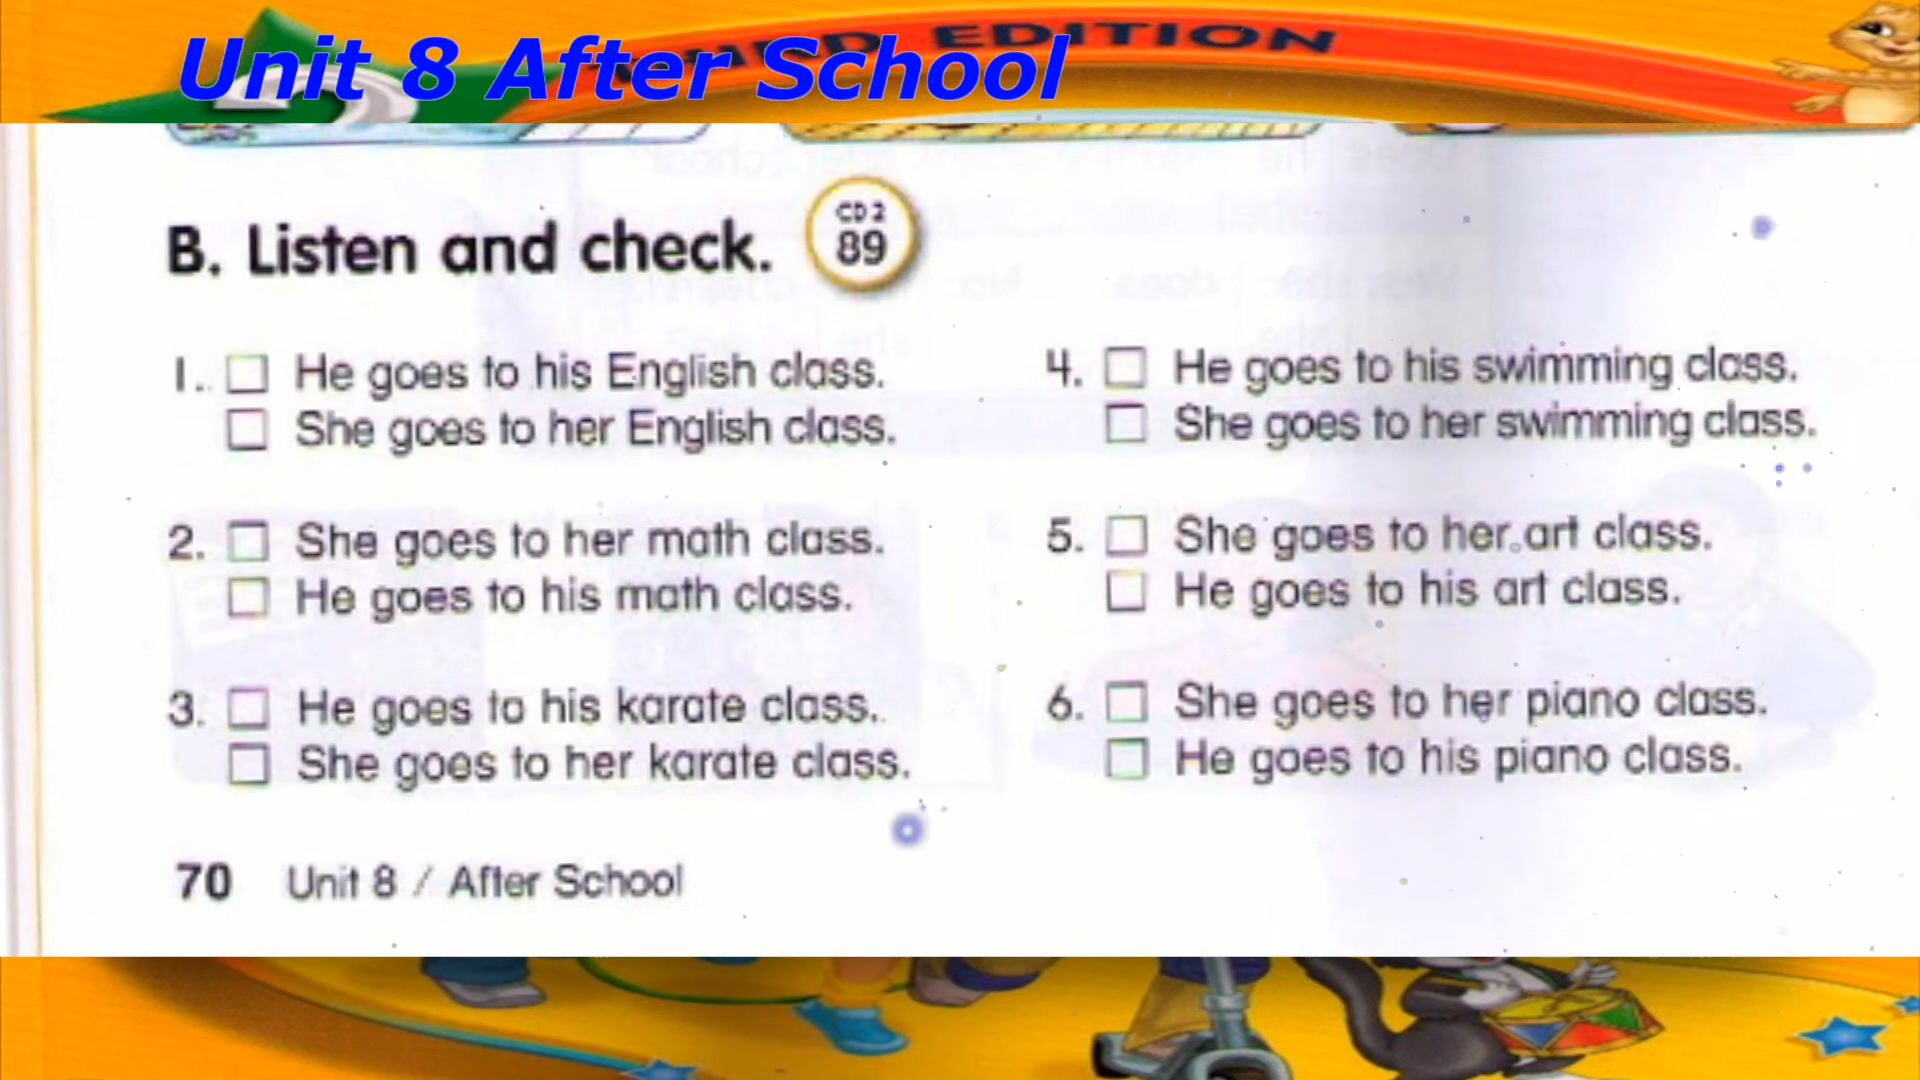 Unit 8 After School
EDITION
B. Listen and check.
CD 2
89
1. He goes to his English class.
She goes to her English class.
2. She goes to her math class.
He goes to his math class.
3. He goes to his karate class.
She goes to her karate class.
4. He goes to his swimming class.
She goes to her swimming class.
5. She goes to her art class.
He goes to his art class.
6. She goes to her piano class.
He goes to his piano class.
70 Unit 8 / After School